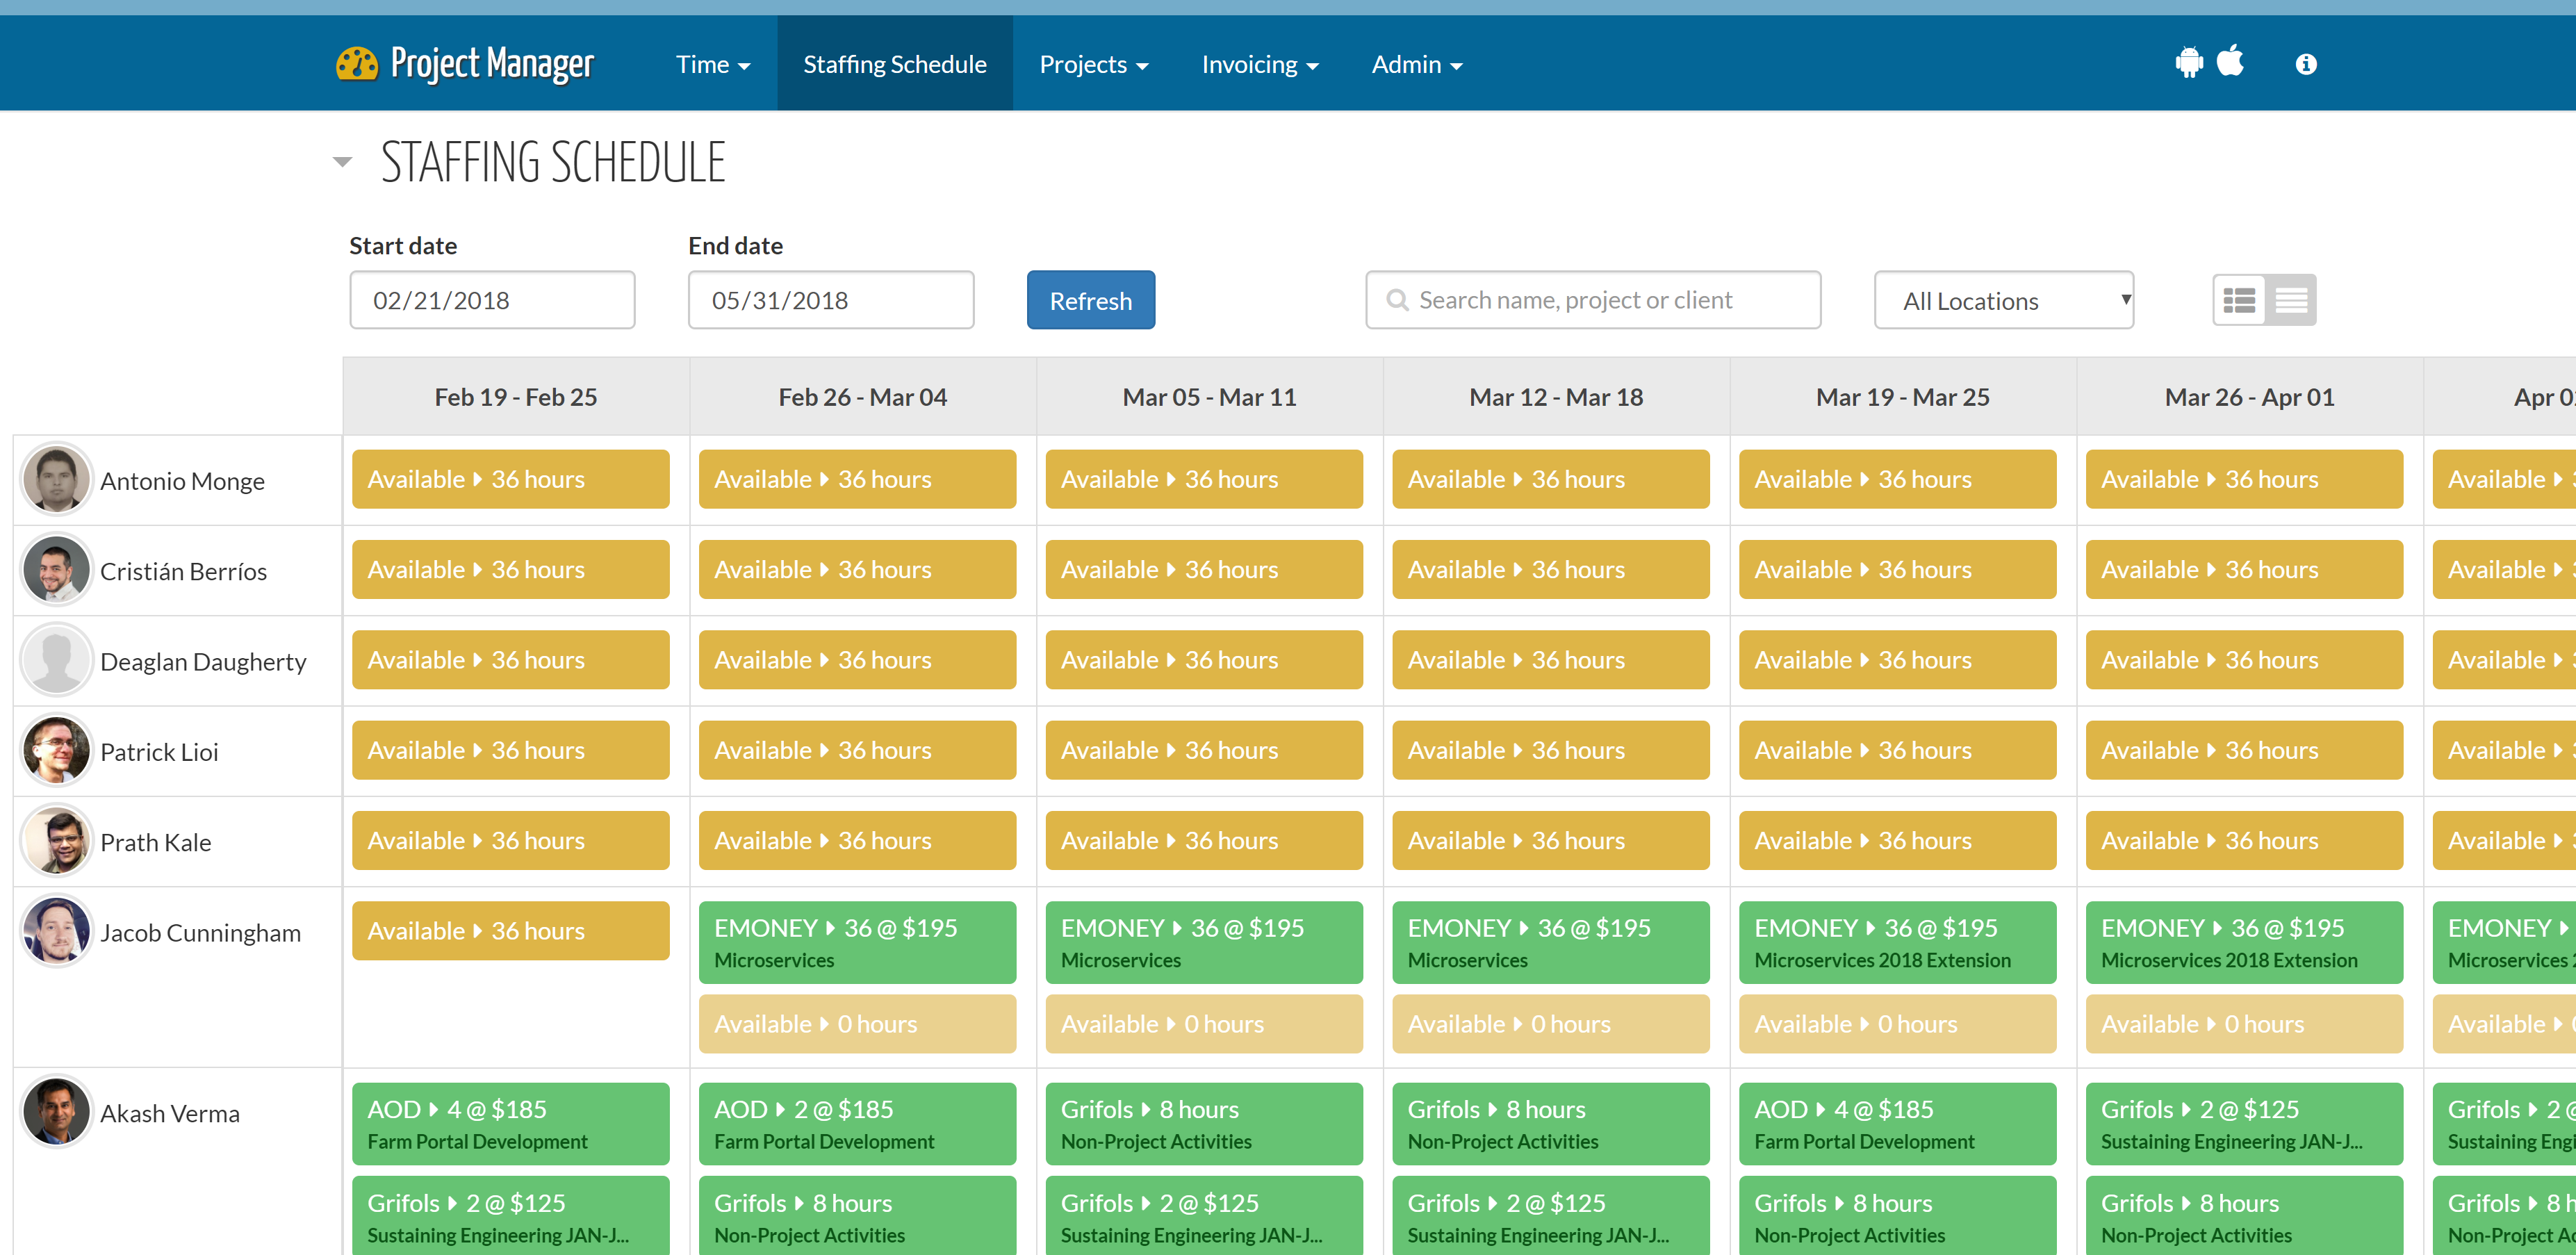 Project Manager Time Staffing Schedule Projects Invoicing Admin
STAFFING SCHEDULE
Start date End date
02/21/2018 05/31/2018 Refresh Search name, project or client All Locations
Feb 19 - Feb 25 Feb 26 - Mar 04 Mar 05 - Mar 11 Mar 12 - Mar 18 Mar 19 - Mar 25 Mar 26 - Apr 01 Apr
Antonio Monge Available 36 hours Available 36 hours Available 36 hours Available 36 hours Available 36 hours Available 36 hours Available
Cristián Berríos Available 36 hours Available 36 hours Available 36 hours Available 36 hours Available 36 hours Available 36 hours Available
Deaglan Daugherty Available 36 hours Available 36 hours Available 36 hours Available 36 hours Available 36 hours Available 36 hours Available
Patrick Lioi Available 36 hours Available 36 hours Available 36 hours Available 36 hours Available 36 hours Available 36 hours Available
Prath Kale Available 36 hours Available 36 hours Available 36 hours Available 36 hours Available 36 hours Available 36 hours Available
Jacob Cunningham Available 36 hours EMONEY 36 @ $195 EMONEY 36 @ $195 EMONEY 36 @ $195 EMONEY 36 @ $195 EMONEY 36 @ $195 EMONEY
Microservices Microservices Microservices Microservices 2018 Extension Microservices 2018 Extension Microservices
Available 0 hours Available 0 hours Available 0 hours Available 0 hours Available 0 hours Available
Akash Verma AOD 4 @ $185 AOD 2 @ $185 Grifols 8 hours Grifols 8 hours AOD 4 @ $185 Grifols 2 @ $125 Grifols 2
Farm Portal Development Farm Portal Development Non-Project Activities Non-Project Activities Farm Portal Development Sustaining Engineering JAN-J... Sustaining
Grifols 2 @ $125 Grifols 8 hours Grifols 2 @ $125 Grifols 2 @ $125 Grifols 8 hours Grifols 8 hours Grifols 8
Sustaining Engineering JAN-J... Non-Project Activities Sustaining Engineering JAN-J... Sustaining Engineering JAN-J... Non-Project Activities Non-Project Activities Non-Project